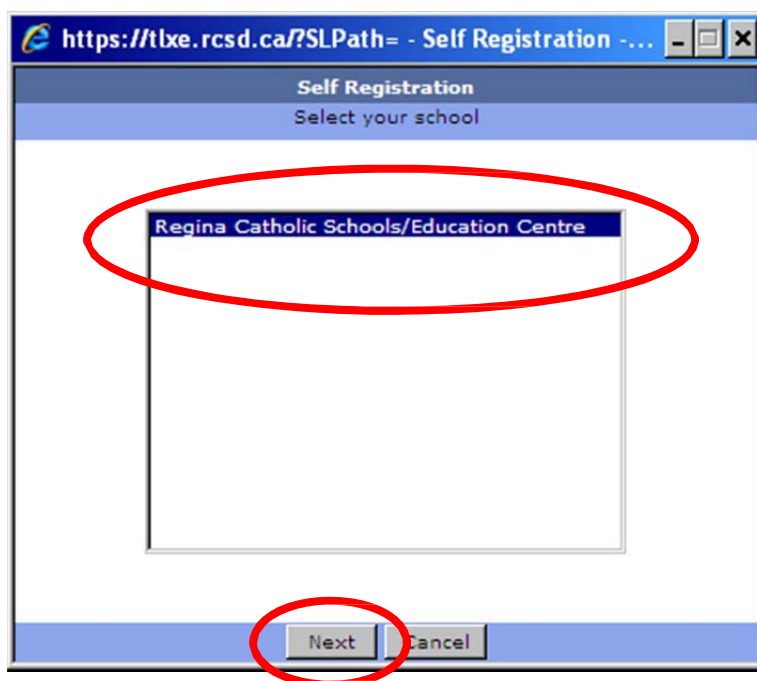 https://tlxe.rcsd.ca/?SLPath= - Self Registration -...
Self Registration
Select your school
Regina Catholic Schools/Education Centre
Next Cancel